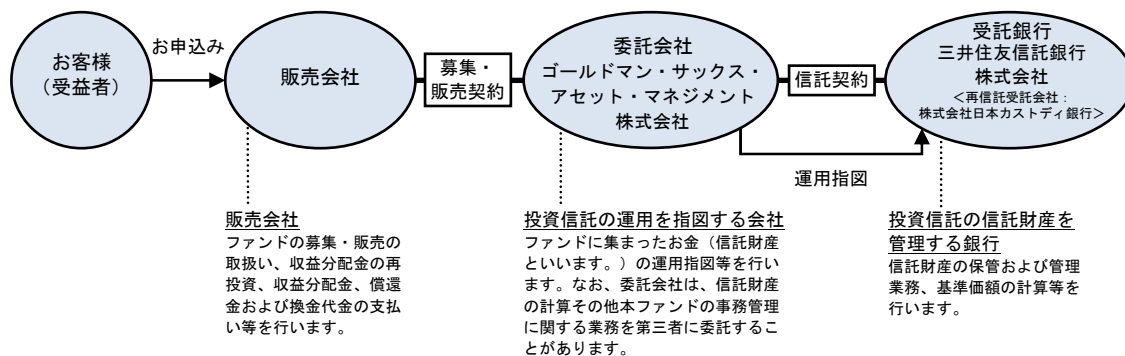 お客様
（受益者）
お申込み
販売会社
募集・
販売契約
委託会社
ゴールドマン・サックス・
アセット・マネジメント
株式会社
信託契約
受託銀行
三井住友信託銀行
株式会社
＜再信託受託会社：
株式会社日本カストディ銀行＞
運用指図
販売会社
ファンドの募集・販売の
取扱い、収益分配金の再
投資、収益分配金、償還
金および換金代金の支払
い等を行います。
投資信託の運用を指図する会社
ファンドに集まったお金（信託財産
といいます。）の運用指図等を行い
ます。なお、委託会社は、信託財産
の計算その他本ファンドの事務管理
に関する業務を第三者に委託するこ
とがあります。
投資信託の信託財産を
管理する銀行
信託財産の保管および管理
業務、基準価額の計算等を
行います。